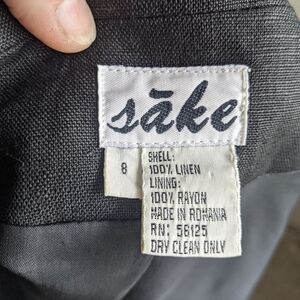 sāke
8
SHELL:
100% LINEN
LINING:
100% RAYON
MADE IN ROMANIA
RN: 58125
DRY CLEAN ONLY